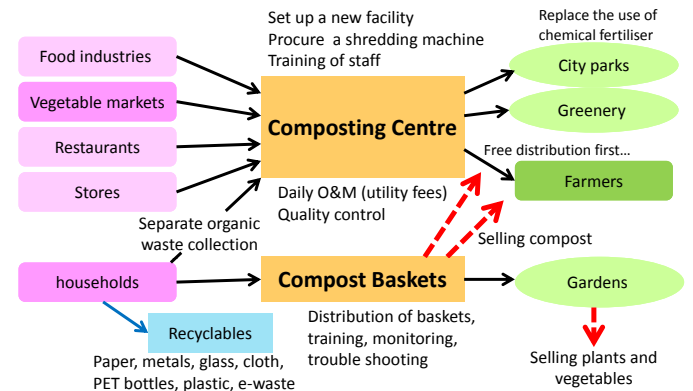 Set up a new facility
Procure  a shredding machine
Training of staff
Replace the use of
chemical fertiliser
Food industries
Vegetable markets
Restaurants
Stores
Composting Centre
City parks
Greenery
Free distribution first…
Farmers
Daily O&M (utility fees)
Quality control
Separate organic
waste collection
Selling compost
households
Compost Baskets
Gardens
Recyclables
Distribution of baskets,
training, monitoring,
trouble shooting
Paper, metals, glass, cloth,
PET bottles, plastic, e-waste
Selling plants and
vegetables